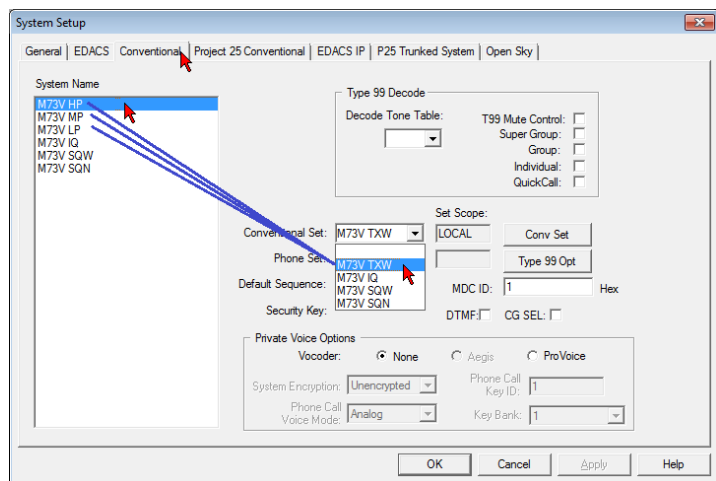 System Setup
General EDACS Conventional Project 25 Conventional EDACS IP P25 Trunked System Open Sky
System Name
M73V HP
M73V MP
M73V LP
M73V IQ
M73V SQW
M73V SQN
Type 99 Decode
Decode Tone Table:
T99 Mute Control:
Super Group:
Group:
Individual:
QuickCall:
Set Scope:
Conventional Set: M73V TXW LOCAL Conv Set
Phone Set: Type 99 Opt
M73V TXW
M73V IQ
M73V SQW
M73V SQN
Default Sequence: MDC ID: 1 Hex
Security Key: DTMF: CG SEL:
Private Voice Options
Vocoder: None Aegis ProVoice
System Encryption: Unencrypted Phone Call Key ID: 1
Phone Call Voice Mode: Analog Key Bank: 1
OK Cancel Apply Help